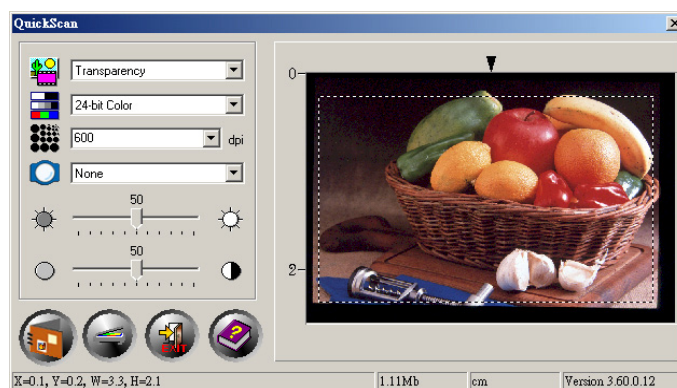 QuickScan
Transparency
24-bit Color
600 dpi
None
50
50
EXIT
0
2
X=0.1, Y=0.2, W=3.3, H=2.1 1.11Mb cm Version 3.60.0.12